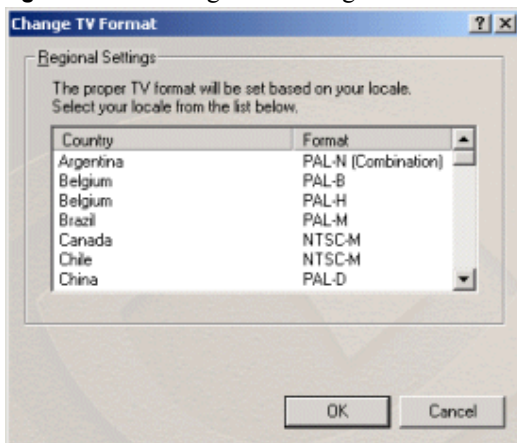 Change TV Format
Regional Settings
The proper TV format will be set based on your locale.
Select your locale from the list below.
Country Format
Argentina PAL-N (Combination)
Belgium PAL-B
Belgium PAL-H
Brazil PAL-M
Canada NTSC-M
Chile NTSC-M
China PAL-D
OK Cancel